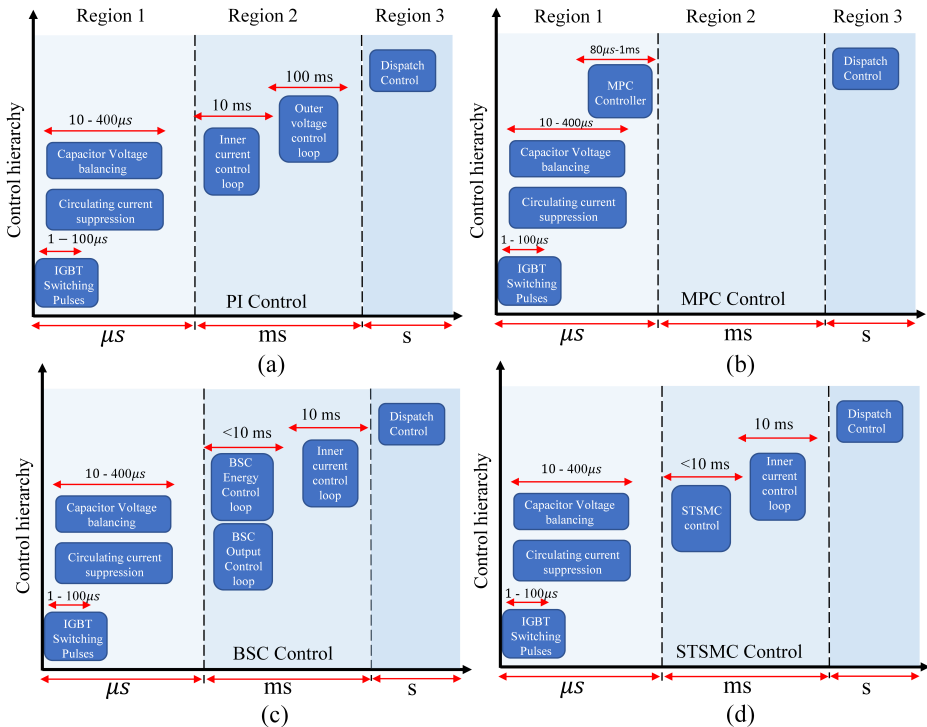 Region 1
Region 2
Region 3
Control hierarchy
Dispatch
Control
100 ms
10 ms
Outer
voltage
control
loop
10 - 400μs
Inner
current
control
loop
Capacitor Voltage
balancing
Circulating current
suppression
1 − 100μs
IGBT
Switching
Pulses
PI Control
μs
ms
s
(a)
Region 1
Region 2
Region 3
Control hierarchy
80μs-1ms
Dispatch
Control
MPC
Controller
10 - 400μs
Capacitor Voltage
balancing
Circulating current
suppression
1 - 100μs
IGBT
Switching
Pulses
MPC Control
μs
ms
s
(b)
Control hierarchy
Dispatch
Control
10 ms
<10 ms
Inner
current
control loop
BSC
Energy
Control
loop
10 - 400μs
Capacitor Voltage
balancing
BSC
Output
Control
loop
Circulating current
suppression
1 - 100μs
IGBT
Switching
Pulses
BSC Control
μs
ms
s
(c)
Control hierarchy
Dispatch
Control
10 ms
<10 ms
Inner
current
control
loop
10 - 400μs
Capacitor Voltage
balancing
STSMC
control
Circulating current
suppression
1 - 100μs
IGBT
Switching
Pulses
STSMC Control
μs
ms
s
(d)